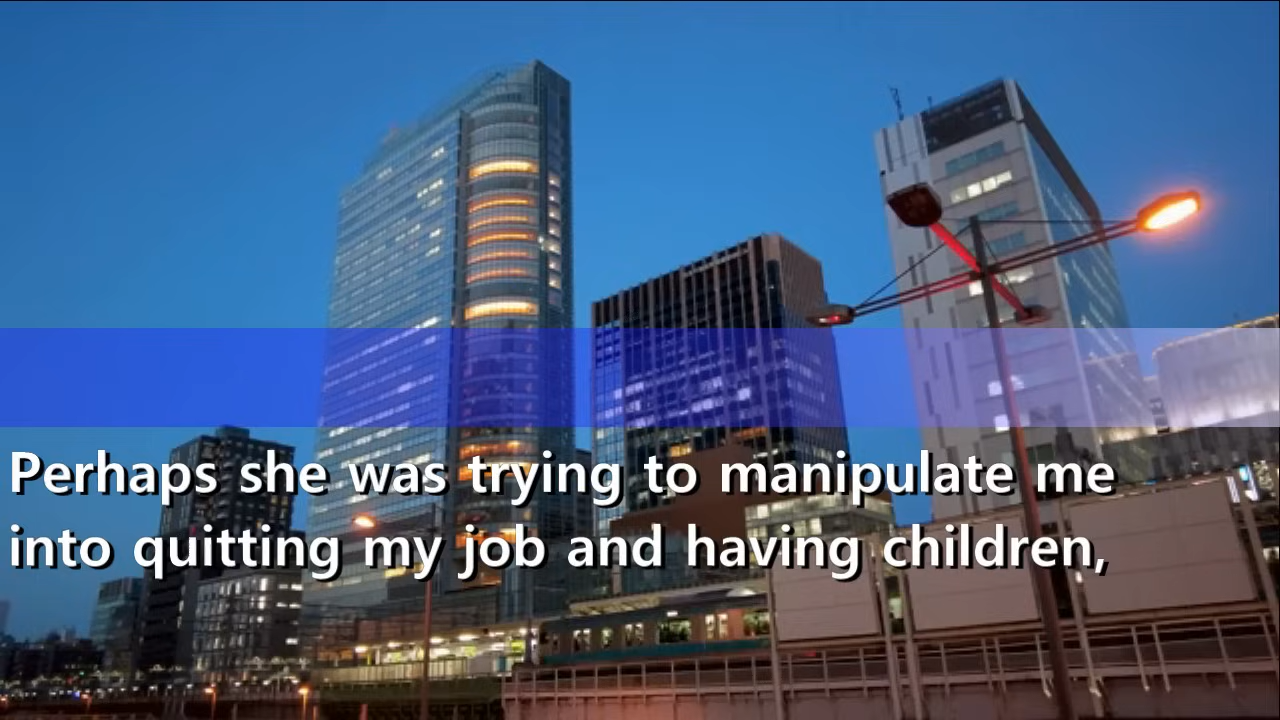 Perhaps she was trying to manipulate me
into quitting my job and having children,